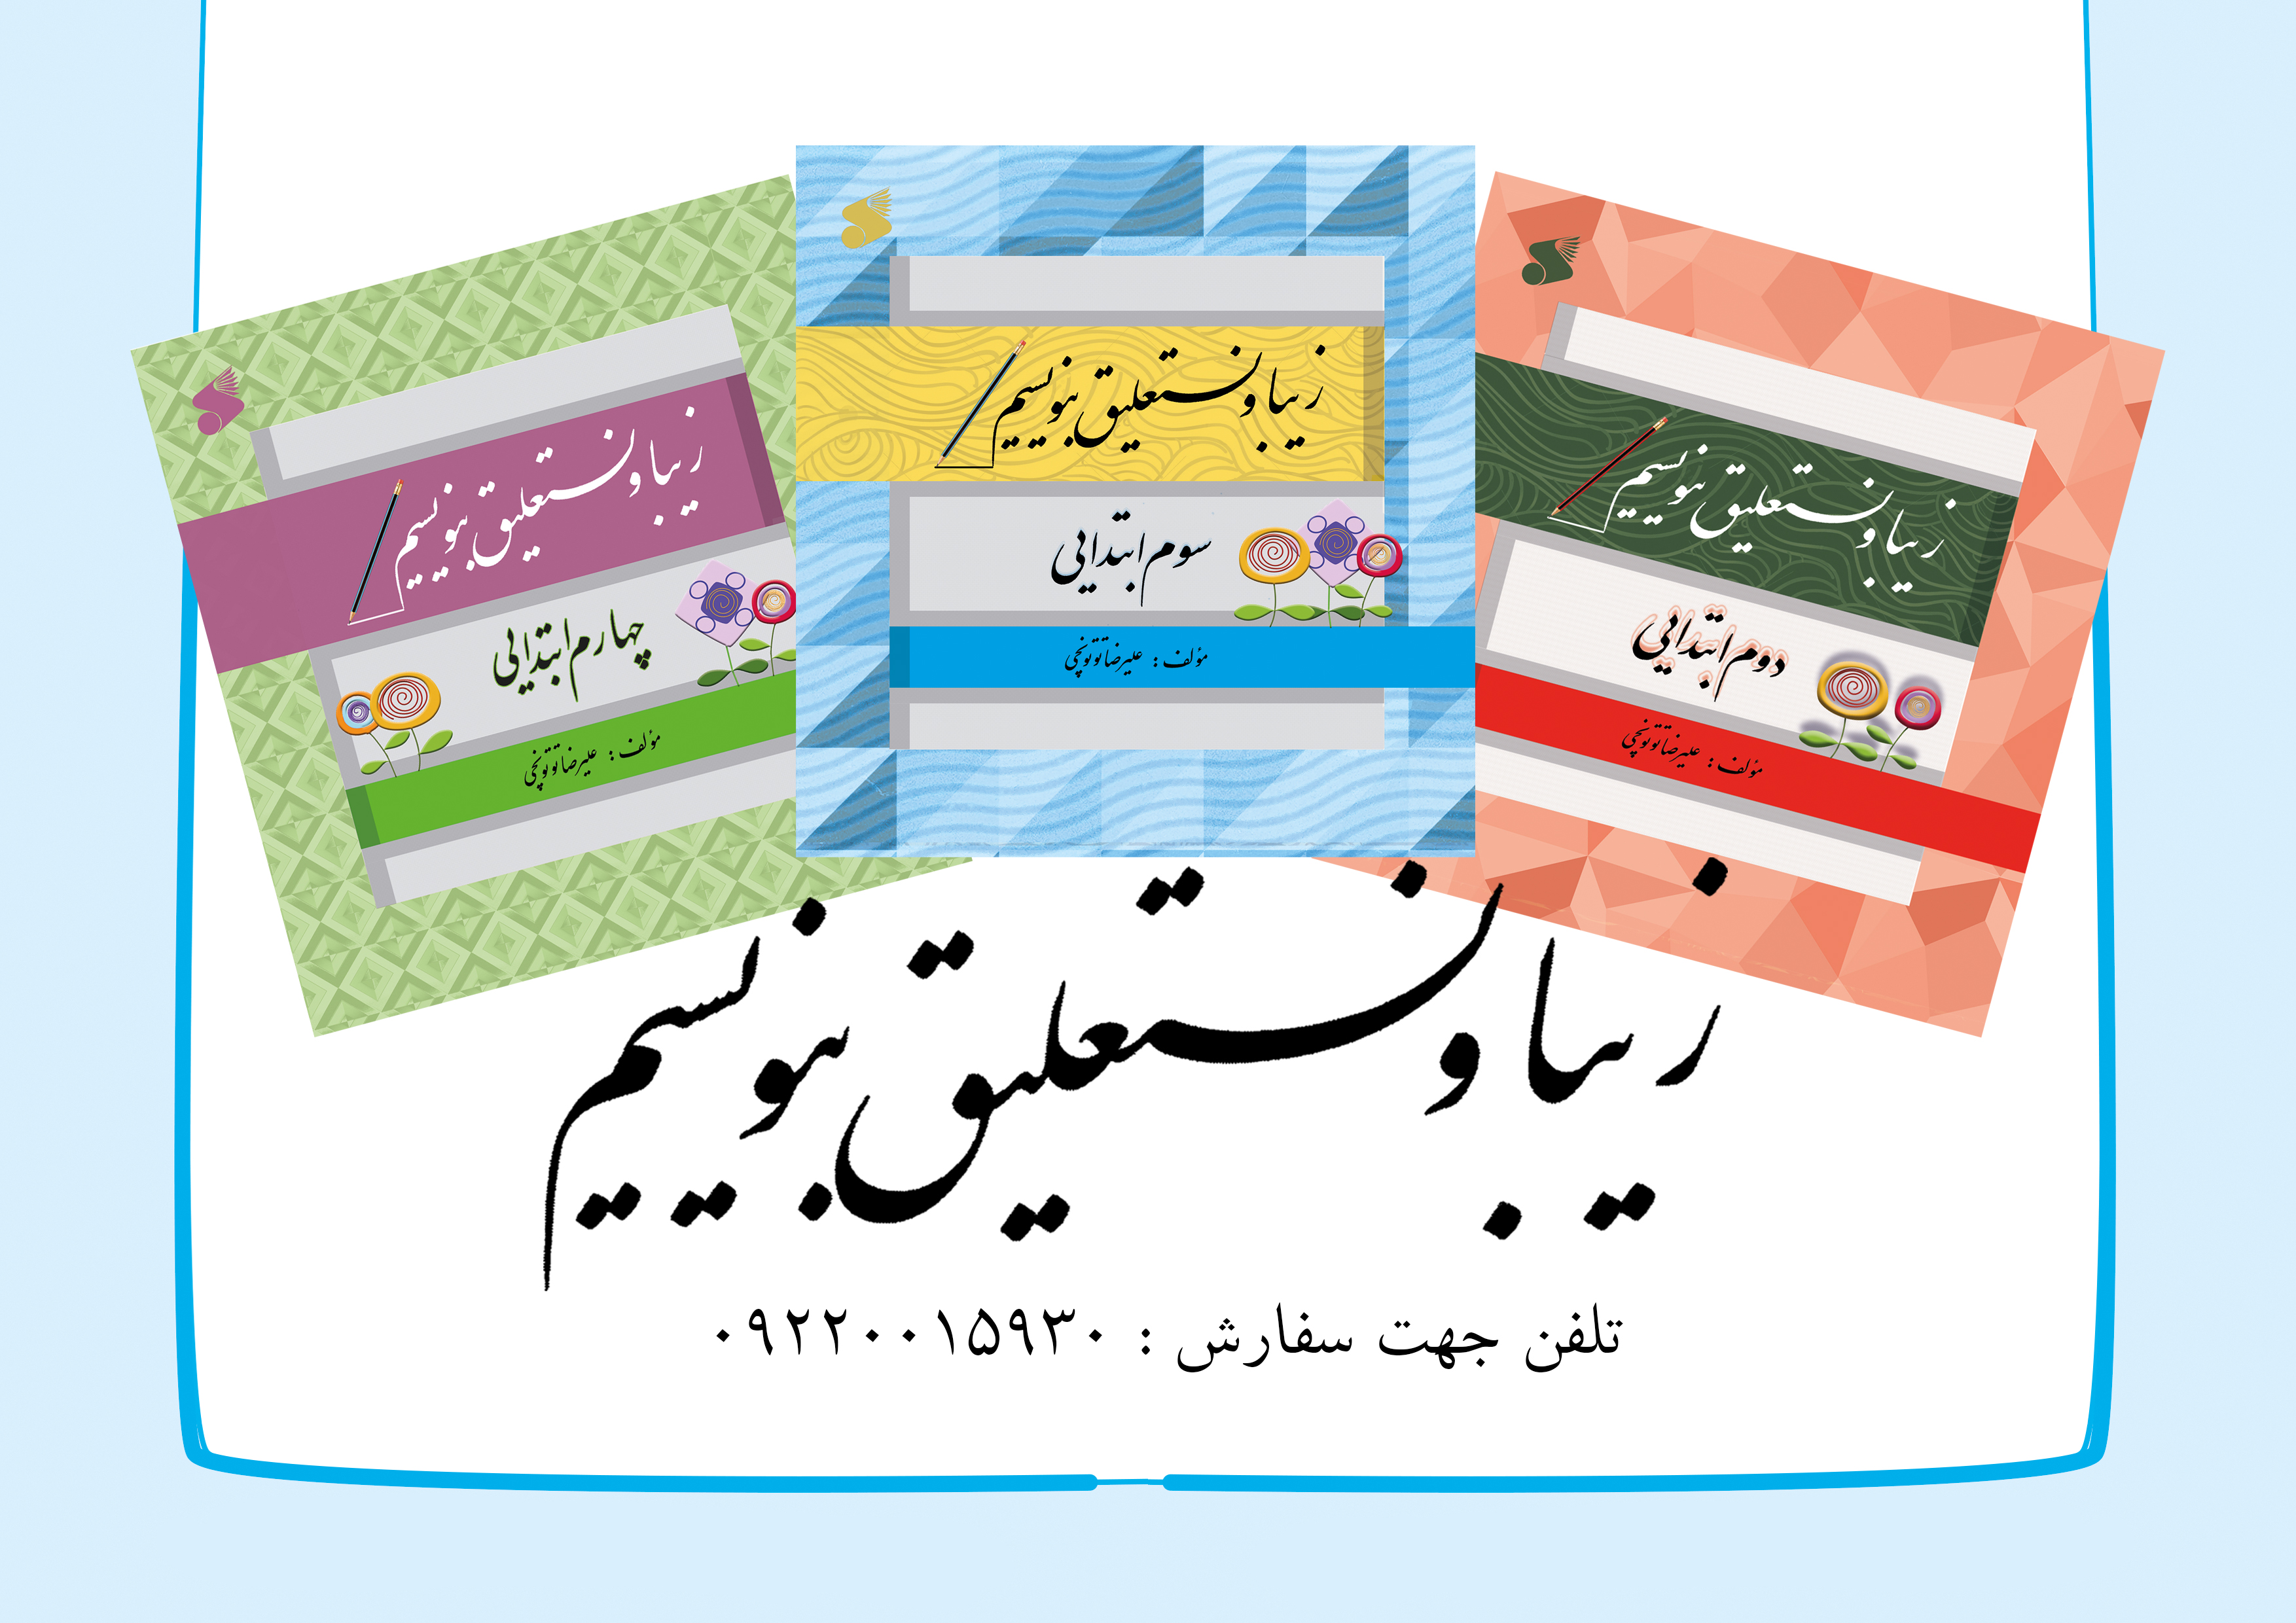 زیبا و نستعلیق بنویسیم
دوم ابتدایی
مؤلف : علیرضا توتونچی
زیبا و نستعلیق بنویسیم
سوم ابتدایی
مؤلف : علیرضا توتونچی
زیبا و نستعلیق بنویسیم
چهارم ابتدایی
مؤلف : علیرضا توتونچی
زیبا و نستعلیق بنویسیم
تلفن جهت سفارش : ۰۹۲۲۰۰۱۵۹۳۰